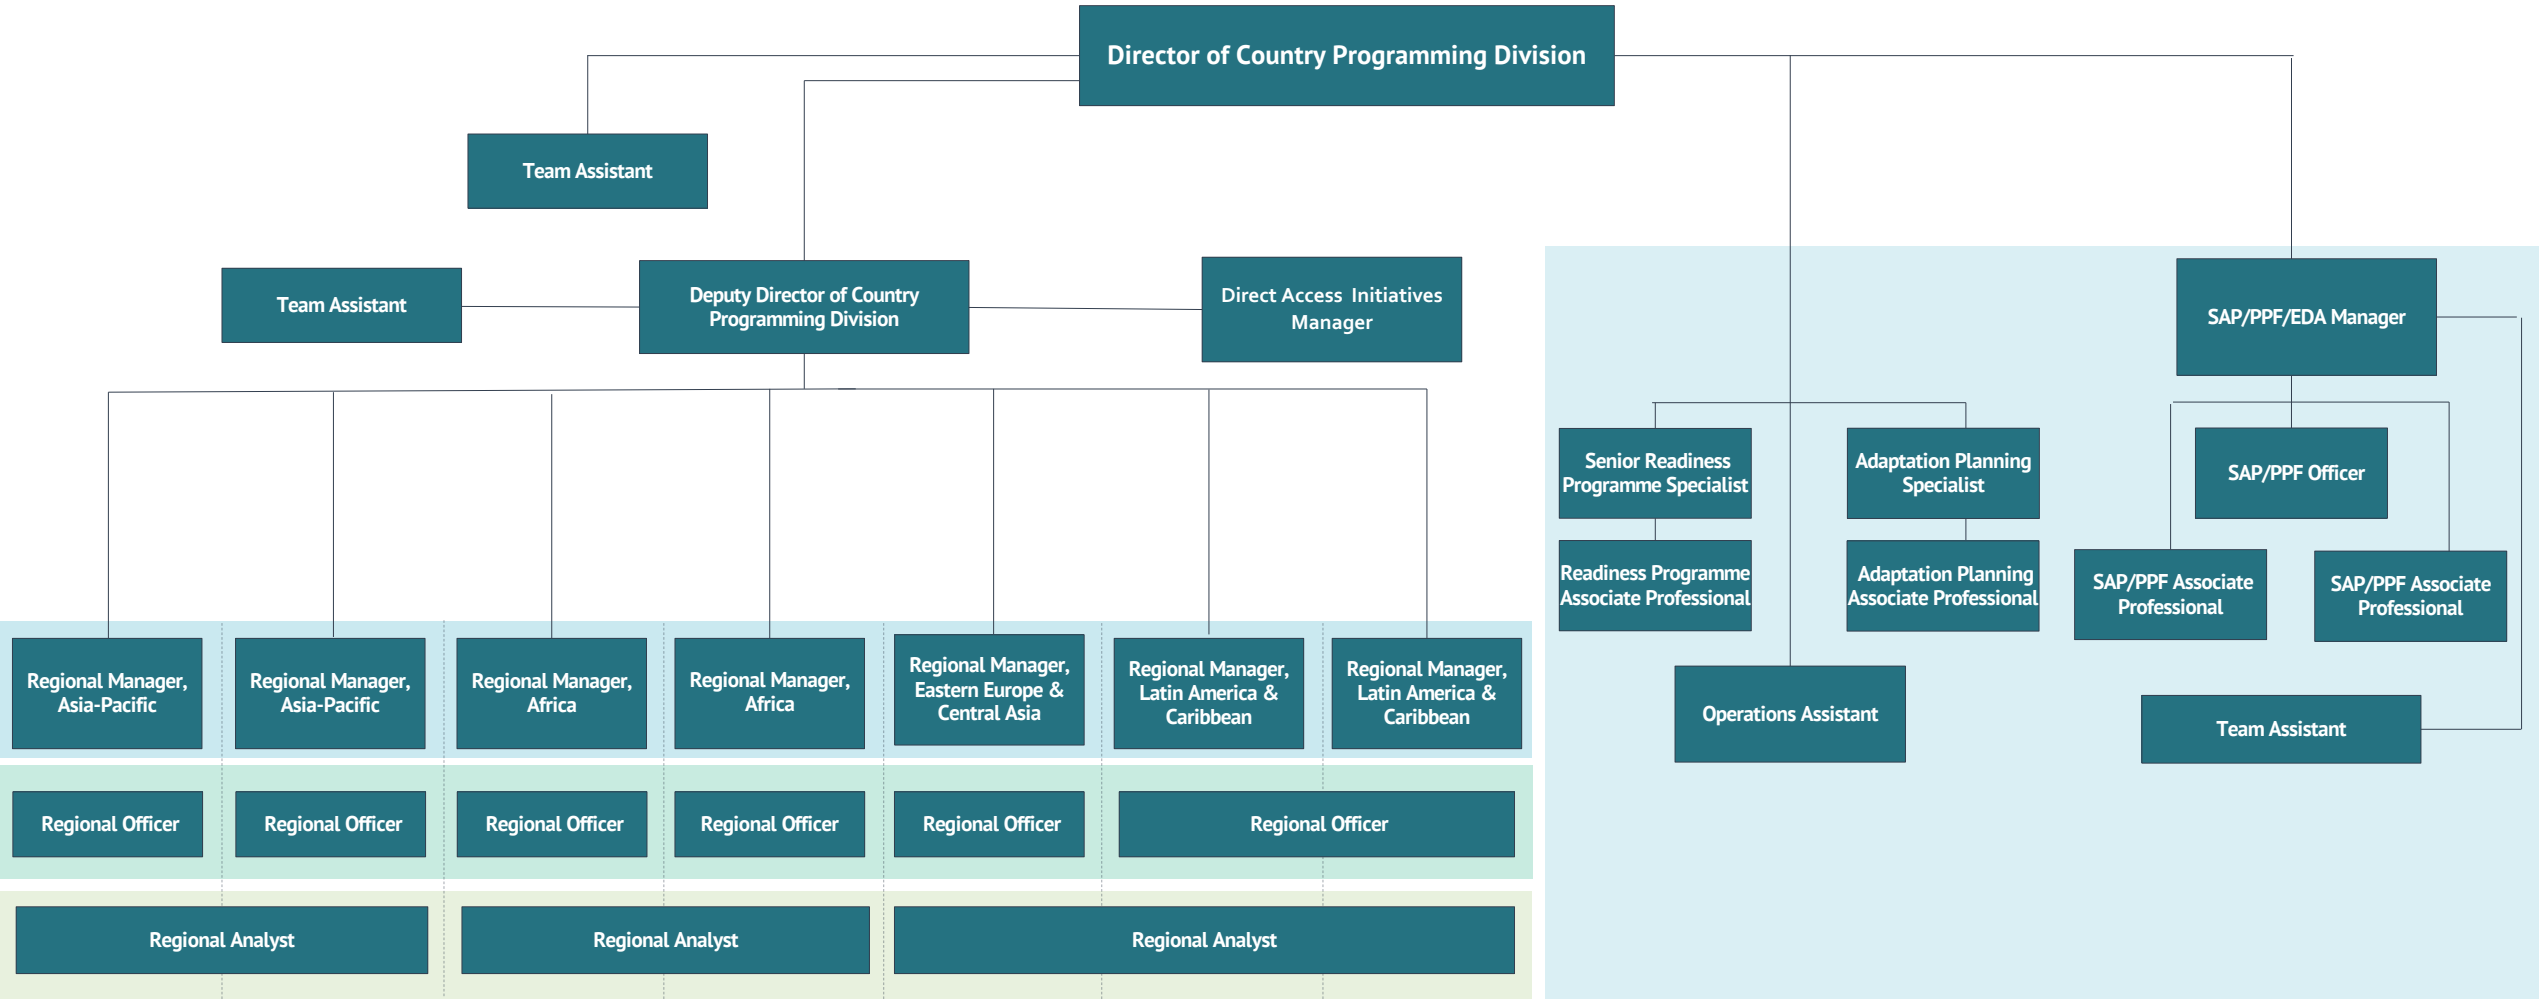 Director of Country Programming Division
Team Assistant
Team Assistant
Deputy Director of Country
Programming Division
Direct Access Initiatives
Manager
SAP/PPF/EDA Manager
Senior Readiness
Programme Specialist
Adaptation Planning
Specialist
SAP/PPF Officer
Readiness Programme
Associate Professional
Adaptation Planning
Associate Professional
SAP/PPF Associate
Professional
SAP/PPF Associate
Professional
Operations Assistant
Team Assistant
Regional Manager,
Asia-Pacific
Regional Manager,
Asia-Pacific
Regional Manager,
Africa
Regional Manager,
Africa
Regional Manager,
Eastern Europe &
Central Asia
Regional Manager,
Latin America &
Caribbean
Regional Manager,
Latin America &
Caribbean
Regional Officer
Regional Officer
Regional Officer
Regional Officer
Regional Officer
Regional Officer
Regional Analyst
Regional Analyst
Regional Analyst